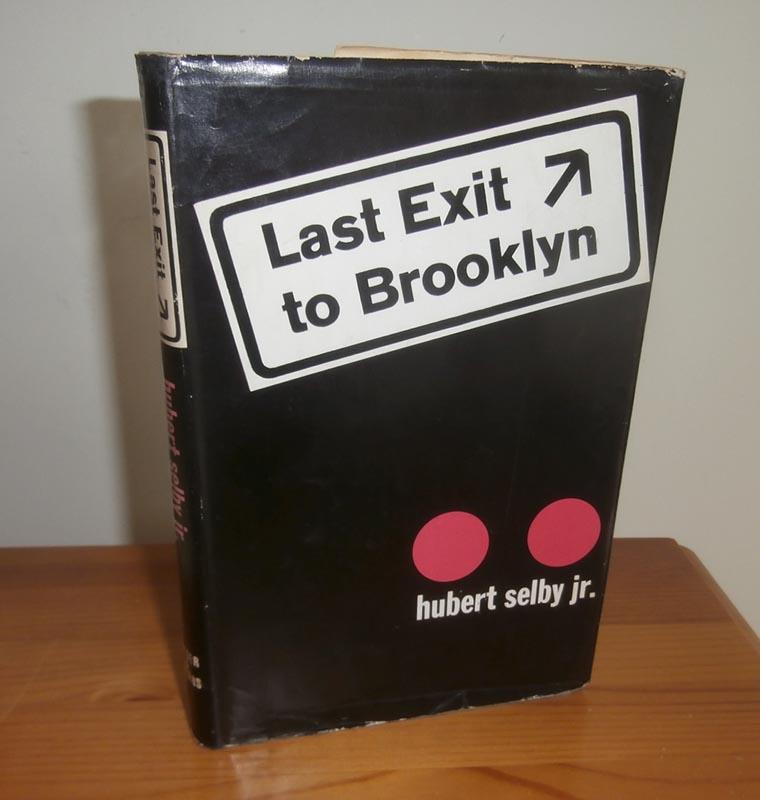 Last Exit
to Brooklyn
hubert selby jr.
Last Exit
hubert selby jr.